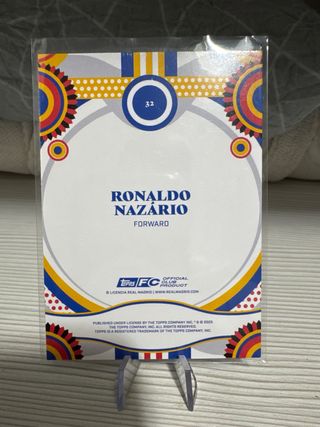 32
RONALDO
NAZÁRIO
FORWARD
Topps FC OFFICIAL CLUB PRODUCT
© LICENCIA REAL MADRID | WWW.REALMADRID.COM
PUBLISHED UNDER LICENSE BY THE TOPPS COMPANY INC. ® © 2025
THE TOPPS COMPANY, INC. ALL RIGHTS RESERVED.
TOPPS IS A REGISTERED TRADEMARK OF THE TOPPS COMPANY, INC.